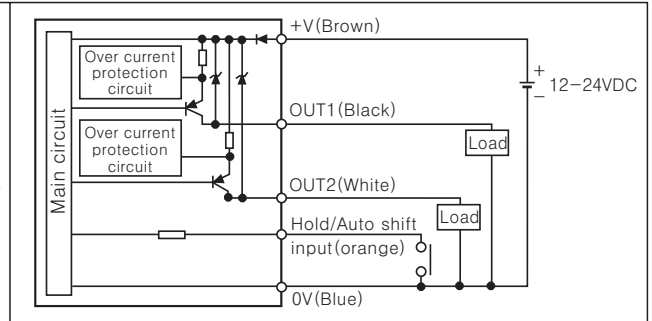 +V(Brown)
Over current
protection
circuit
+
12-24VDC
−
OUT1(Black)
Load
Main circuit
Over current
protection
circuit
OUT2(White)
Load
Hold/Auto shift
input(orange)
0V(Blue)